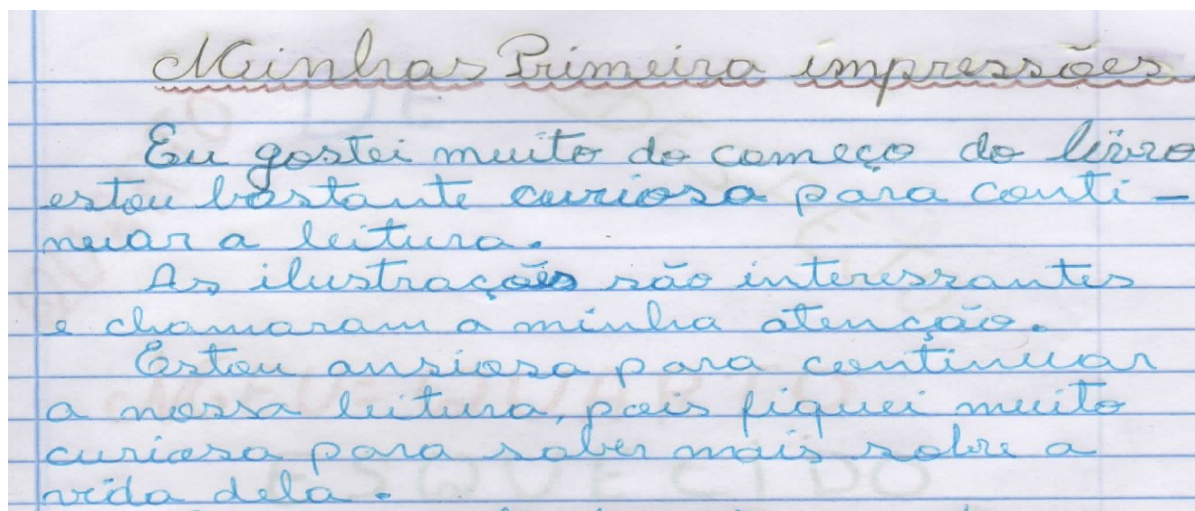 Minhas Primeira impressões
Eu gostei muito do começo do livro
estou bastante curiosa para conti-
nuar a leitura.
As ilustrações são interessantes
e chamaram a minha atenção.
Estou ansiosa para continuar
a nossa leitura, pois fiquei muito
curiosa para saber mais sobre a
vida dela.